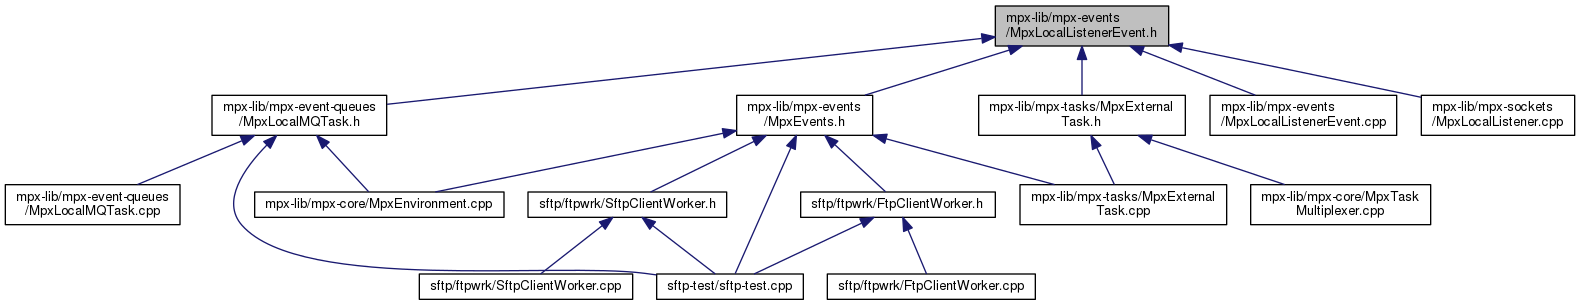 mpx-lib/mpx-events
/MpxLocalListenerEvent.h
mpx-lib/mpx-event-queues
/MpxLocalMQTask.h
mpx-lib/mpx-events
/MpxEvents.h
mpx-lib/mpx-tasks/MpxExternal
Task.h
mpx-lib/mpx-events
/MpxLocalListenerEvent.cpp
mpx-lib/mpx-sockets
/MpxLocalListener.cpp
mpx-lib/mpx-event-queues
/MpxLocalMQTask.cpp
mpx-lib/mpx-core/MpxEnvironment.cpp
sftp/ftpwrk/SftpClientWorker.h
sftp/ftpwrk/FtpClientWorker.h
mpx-lib/mpx-tasks/MpxExternal
Task.cpp
mpx-lib/mpx-core/MpxTask
Multiplexer.cpp
sftp/ftpwrk/SftpClientWorker.cpp
sftp-test/sftp-test.cpp
sftp/ftpwrk/FtpClientWorker.cpp